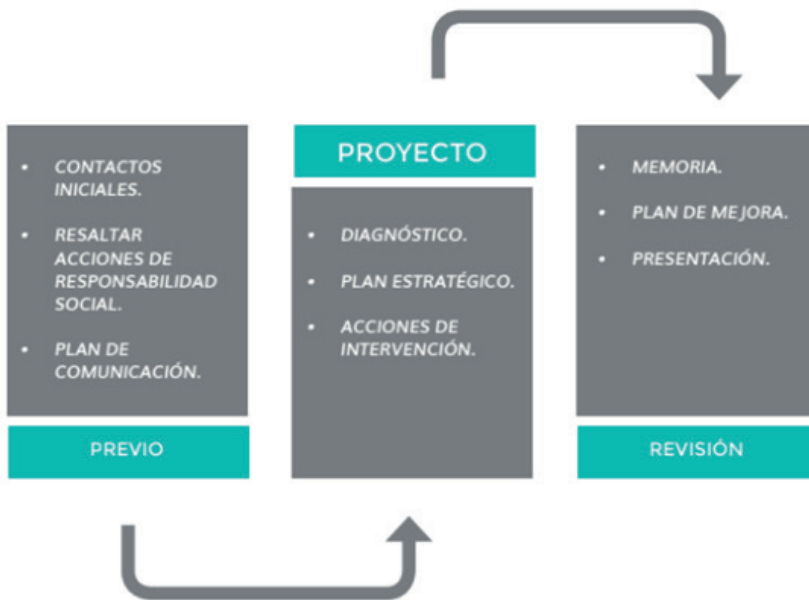 • CONTACTOS
INICIALES.
• RESALTAR
ACCIONES DE
RESPONSABILIDAD
SOCIAL.
• PLAN DE
COMUNICACIÓN.
PREVIO
PROYECTO
• DIAGNÓSTICO.
• PLAN ESTRATÉGICO.
• ACCIONES DE
INTERVENCIÓN.
• MEMORIA.
• PLAN DE MEJORA.
• PRESENTACIÓN.
REVISIÓN